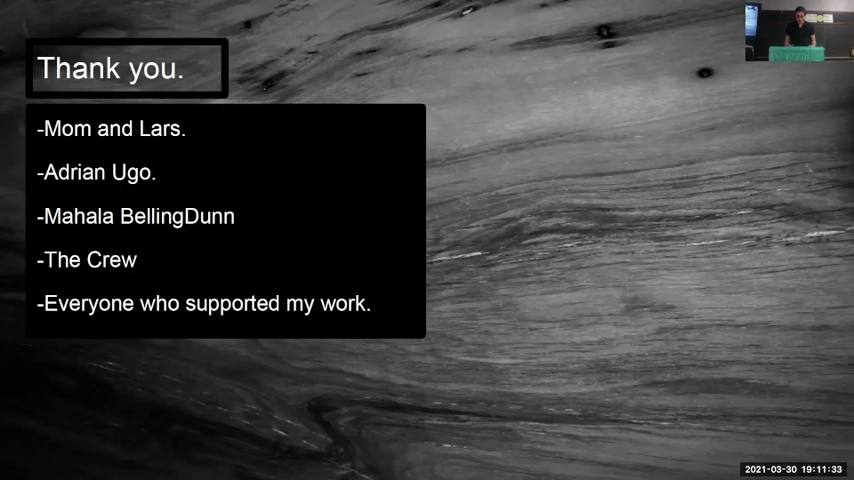 Thank you.
-Mom and Lars.
-Adrian Ugo.
-Mahala BellingDunn
-The Crew
-Everyone who supported my work.
2021-03-30 19:11:33